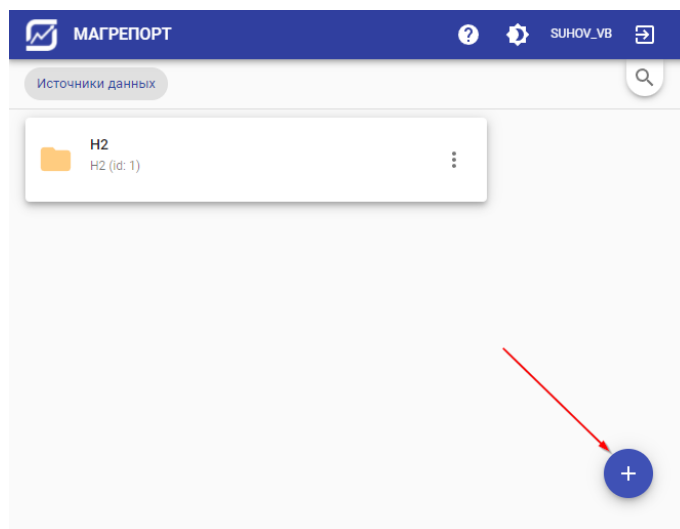 МАГРЕПОРТ
SUHOV_VB
Источники данных
H2
H2 (id: 1)